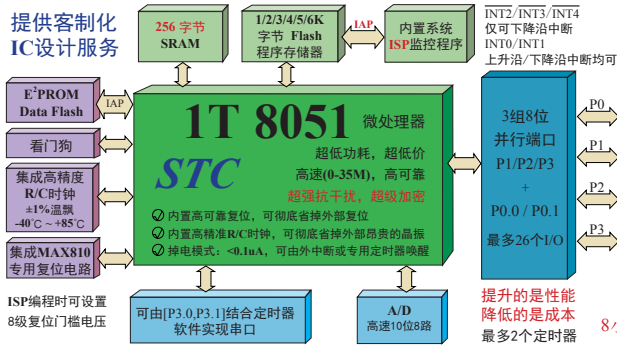 提供客制化
IC设计服务
256 字节
SRAM
1/2/3/4/5/6K
字节 Flash
程序存储器
IAP
内置系统
ISP监控程序
INT2/INT3/INT4
仅可下降沿中断
INT0/INT1
上升沿/下降沿中断均可
E²PROM
Data Flash
IAP
看门狗
集成高精度
R/C时钟
±1%温飘
-40℃～+85℃
集成MAX810
专用复位电路
ISP编程时可设置
8级复位门槛电压
1T 8051 微处理器
STC
超低功耗，超低价
高速(0-35M)，高可靠
超强抗干扰，超级加密
内置高可靠复位，可彻底省掉外部复位
内置高精准R/C时钟，可彻底省掉外部昂贵的晶振
掉电模式：<0.1uA，可由外中断或专用定时器唤醒
3组8位
并行端口
P1/P2/P3
+
P0.0 / P0.1
最多26个I/O
P0
P1
P2
P3
可由[P3.0,P3.1]结合定时器
软件实现串口
A/D
高速10位8路
提升的是性能
降低的是成本
最多2个定时器
8